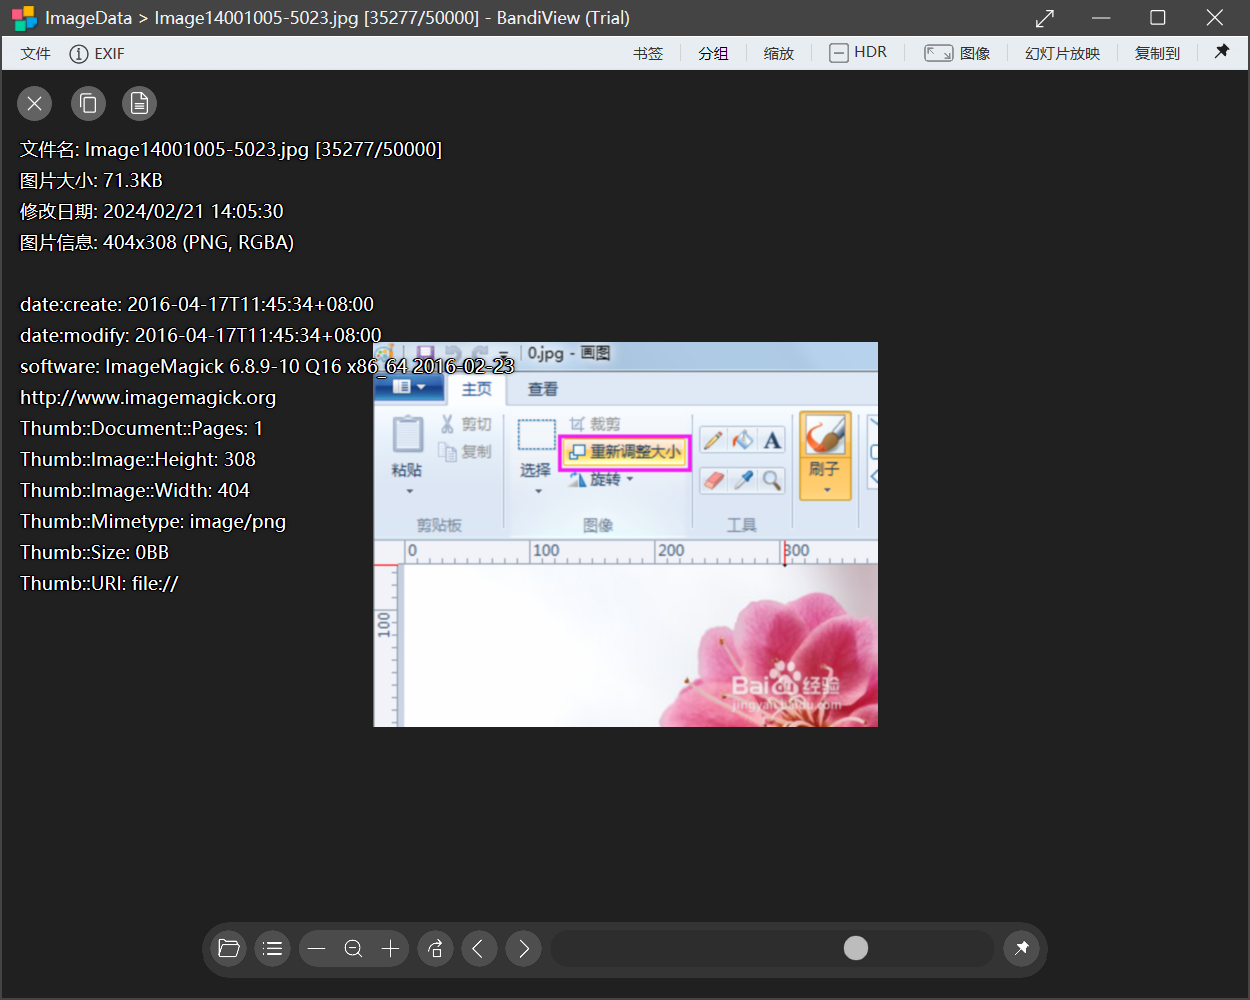 ImageData > Image14001005-5023.jpg [35277/50000] - BandiView (Trial)
文件 EXIF 书签 分组 缩放 HDR 图像 幻灯片放映 复制到
文件名: Image14001005-5023.jpg [35277/50000]
图片大小: 71.3KB
修改日期: 2024/02/21 14:05:30
图片信息: 404x308 (PNG, RGBA)
date:create: 2016-04-17T11:45:34+08:00
date:modify: 2016-04-17T11:45:34+08:00
software: ImageMagick 6.8.9-10 Q16 x86_64 2016-02-23
http://www.imagemagick.org
Thumb::Document::Pages: 1
Thumb::Image::Height: 308
Thumb::Image::Width: 404
Thumb::Mimetype: image/png
Thumb::Size: 0BB
Thumb::URI: file://
0.jpg - 画图
主页 查看
剪切 裁剪
复制 重新调整大小
粘贴 选择 旋转 刷子
剪贴板 图像 工具
0 100 200 300
100
Bai du 经验
jingyan.baidu.com